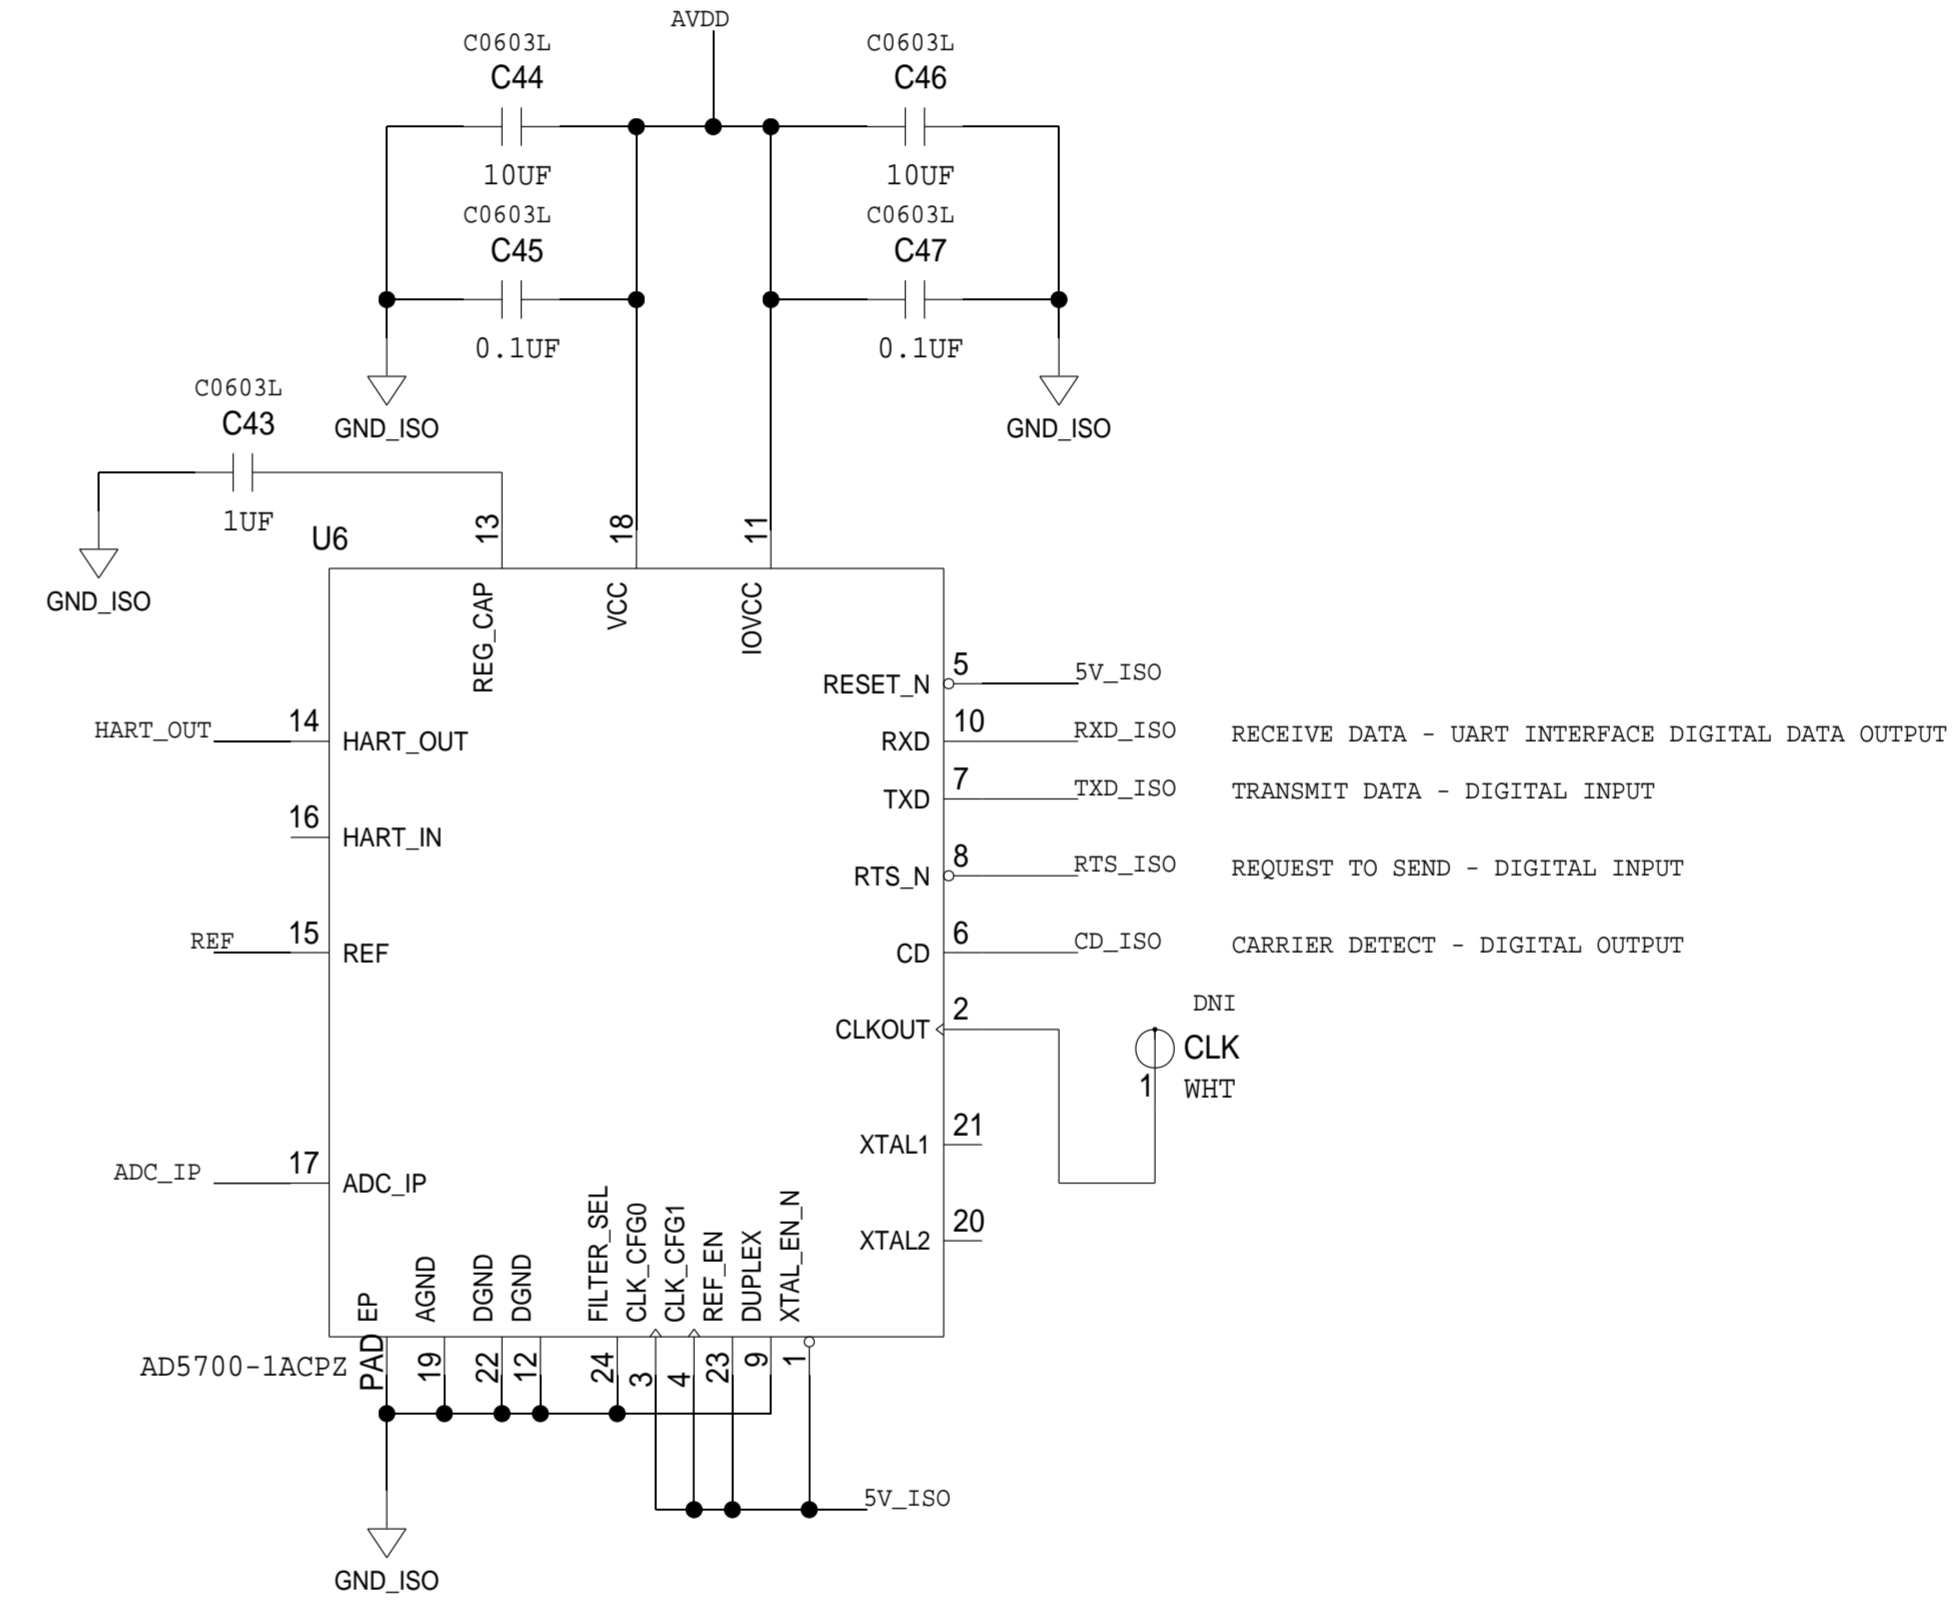 AVDD
C0603L
C44
10UF
C0603L
C46
10UF
C0603L
C45
0.1UF
C0603L
C47
0.1UF
GND_ISO
GND_ISO
C0603L
C43
1UF
GND_ISO
U6
13
18
11
REG_CAP
VCC
IOVCC
HART_OUT
14
HART_OUT
16
HART_IN
REF
15
REF
ADC_IP
17
ADC_IP
RESET_N
5
5V_ISO
RXD
10
RXD_ISO
RECEIVE DATA - UART INTERFACE DIGITAL DATA OUTPUT
TXD
7
TXD_ISO
TRANSMIT DATA - DIGITAL INPUT
RTS_N
8
RTS_ISO
REQUEST TO SEND - DIGITAL INPUT
CD
6
CD_ISO
CARRIER DETECT - DIGITAL OUTPUT
CLKOUT
2
DNI
CLK
1
WHT
XTAL1
21
XTAL2
20
EP
AGND
DGND
DGND
FILTER_SEL
CLK_CFG0
CLK_CFG1
REF_EN
DUPLEX
XTAL_EN_N
AD5700-1ACPZ
PAD
19
22
12
24
3
4
23
9
1
5V_ISO
GND_ISO